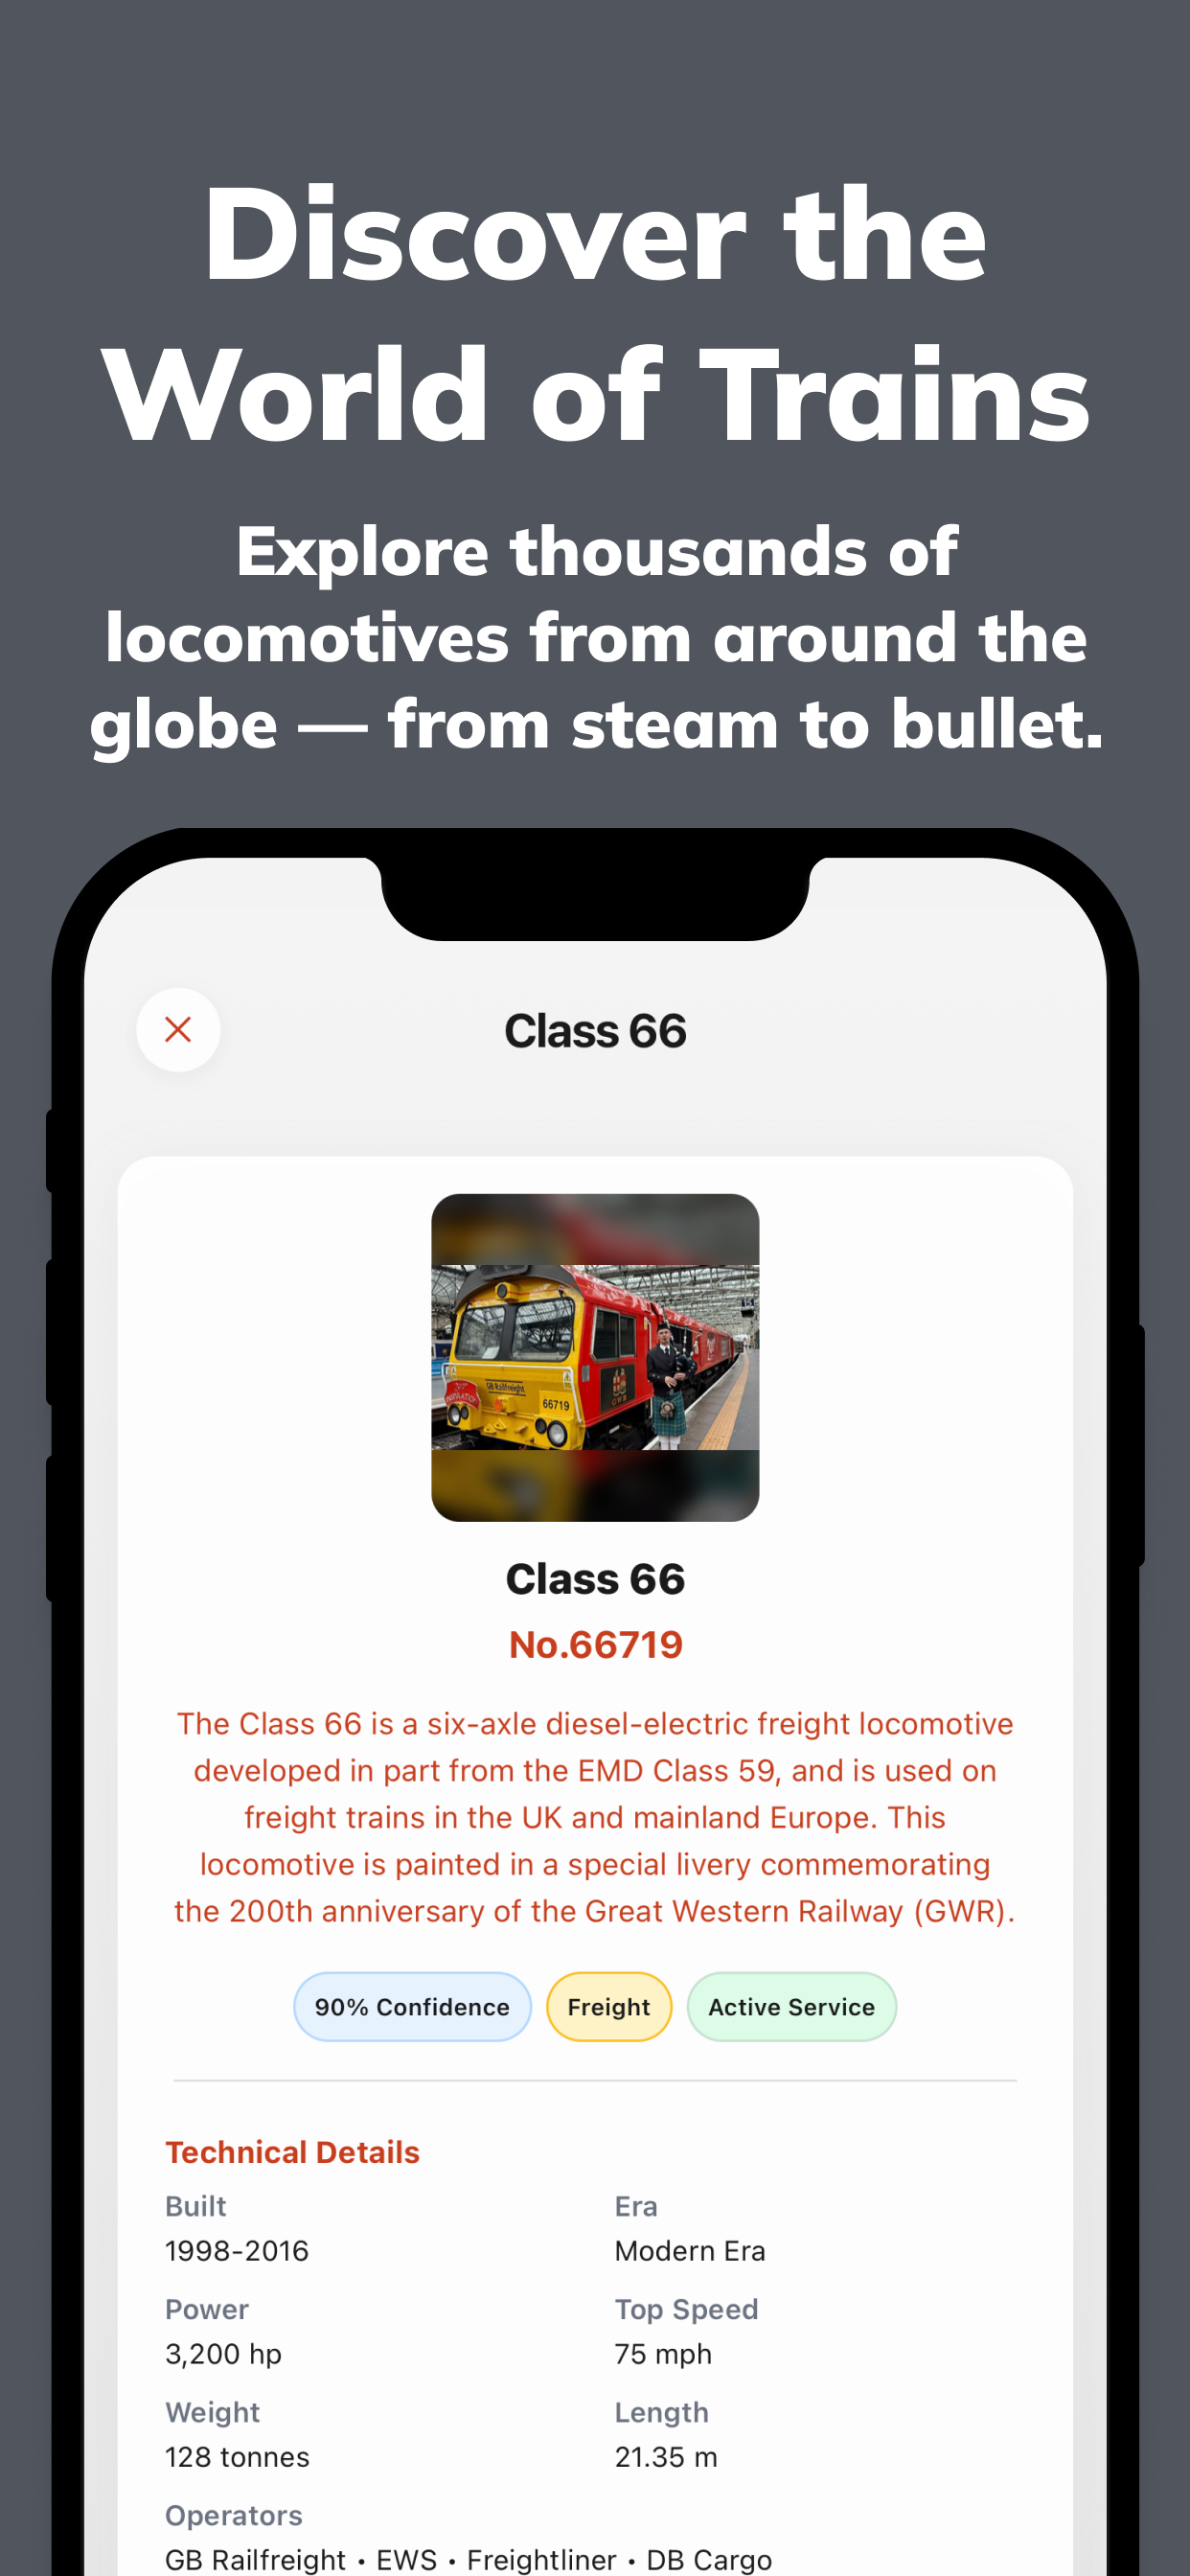 Discover the
World of Trains
Explore thousands of
locomotives from around the
globe — from steam to bullet.
Class 66
GB Railfreight
66719
GWR
Class 66
No.66719
The Class 66 is a six-axle diesel-electric freight locomotive
developed in part from the EMD Class 59, and is used on
freight trains in the UK and mainland Europe. This
locomotive is painted in a special livery commemorating
the 200th anniversary of the Great Western Railway (GWR).
90% Confidence
Freight
Active Service
Technical Details
Built
Era
1998-2016
Modern Era
Power
Top Speed
3,200 hp
75 mph
Weight
Length
128 tonnes
21.35 m
Operators
GB Railfreight • EWS • Freightliner • DB Cargo